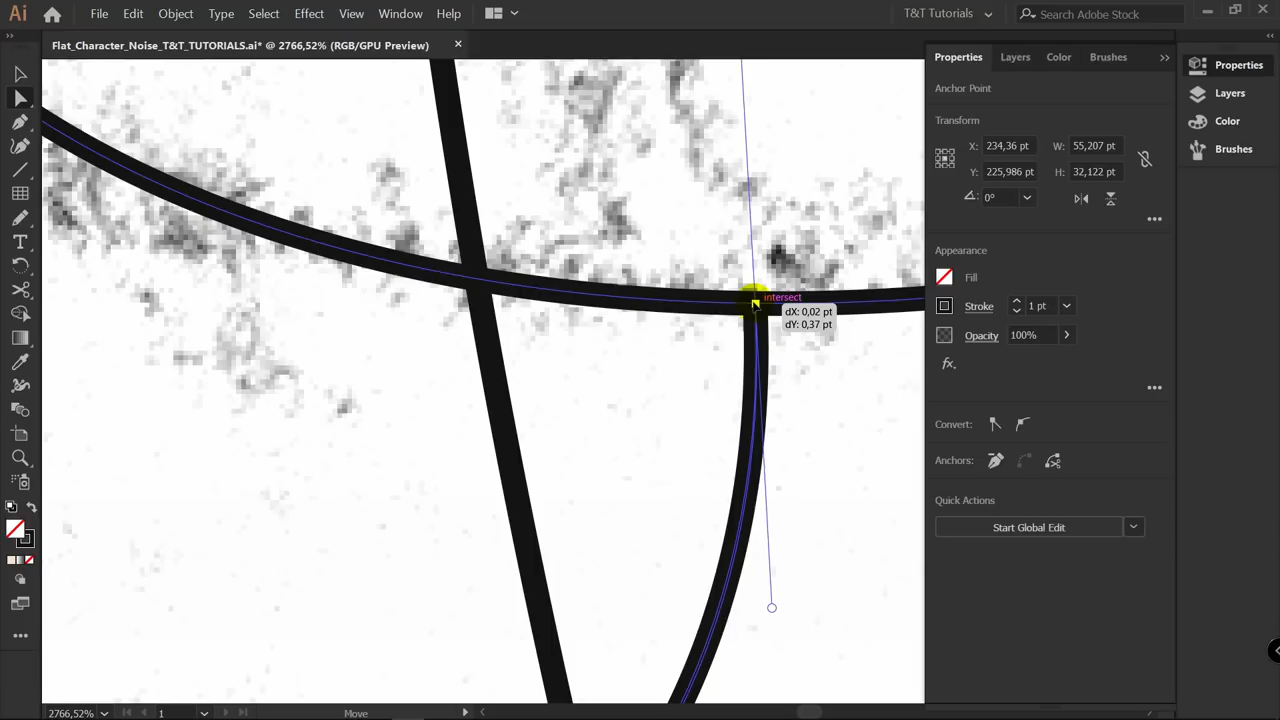 Ai File Edit Object Type Select Effect View Window Help T&T Tutorials Search Adobe Stock
Flat_Character_Noise_T&T_TUTORIALS.ai* @ 2766,52% (RGB/GPU Preview)
Properties Layers Color Brushes
Anchor Point
Transform
X: 234,36 pt W: 55,207 pt
Y: 225,986 pt H: 32,122 pt
0°
Appearance
Fill
Stroke 1 pt
Opacity 100%
fx.
Convert:
Anchors:
Quick Actions
Start Global Edit
Properties
Layers
Color
Brushes
intersect
dX: 0,02 pt
dY: 0,37 pt
2766,52% 1 Move